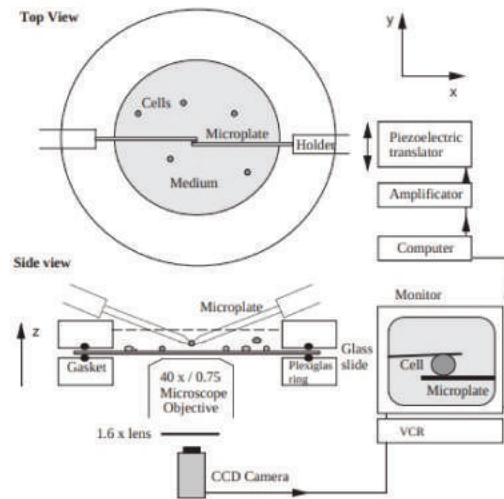 Top View
y
x
Cells
Microplate
Holder
Medium
Piezoelectric
translator
Amplificator
Computer
Side view
z
Microplate
Glass
slide
Gasket
Plexiglas
ring
40 x / 0.75
Microscope
Objective
1.6 x lens
CCD Camera
Monitor
Cell
Microplate
VCR